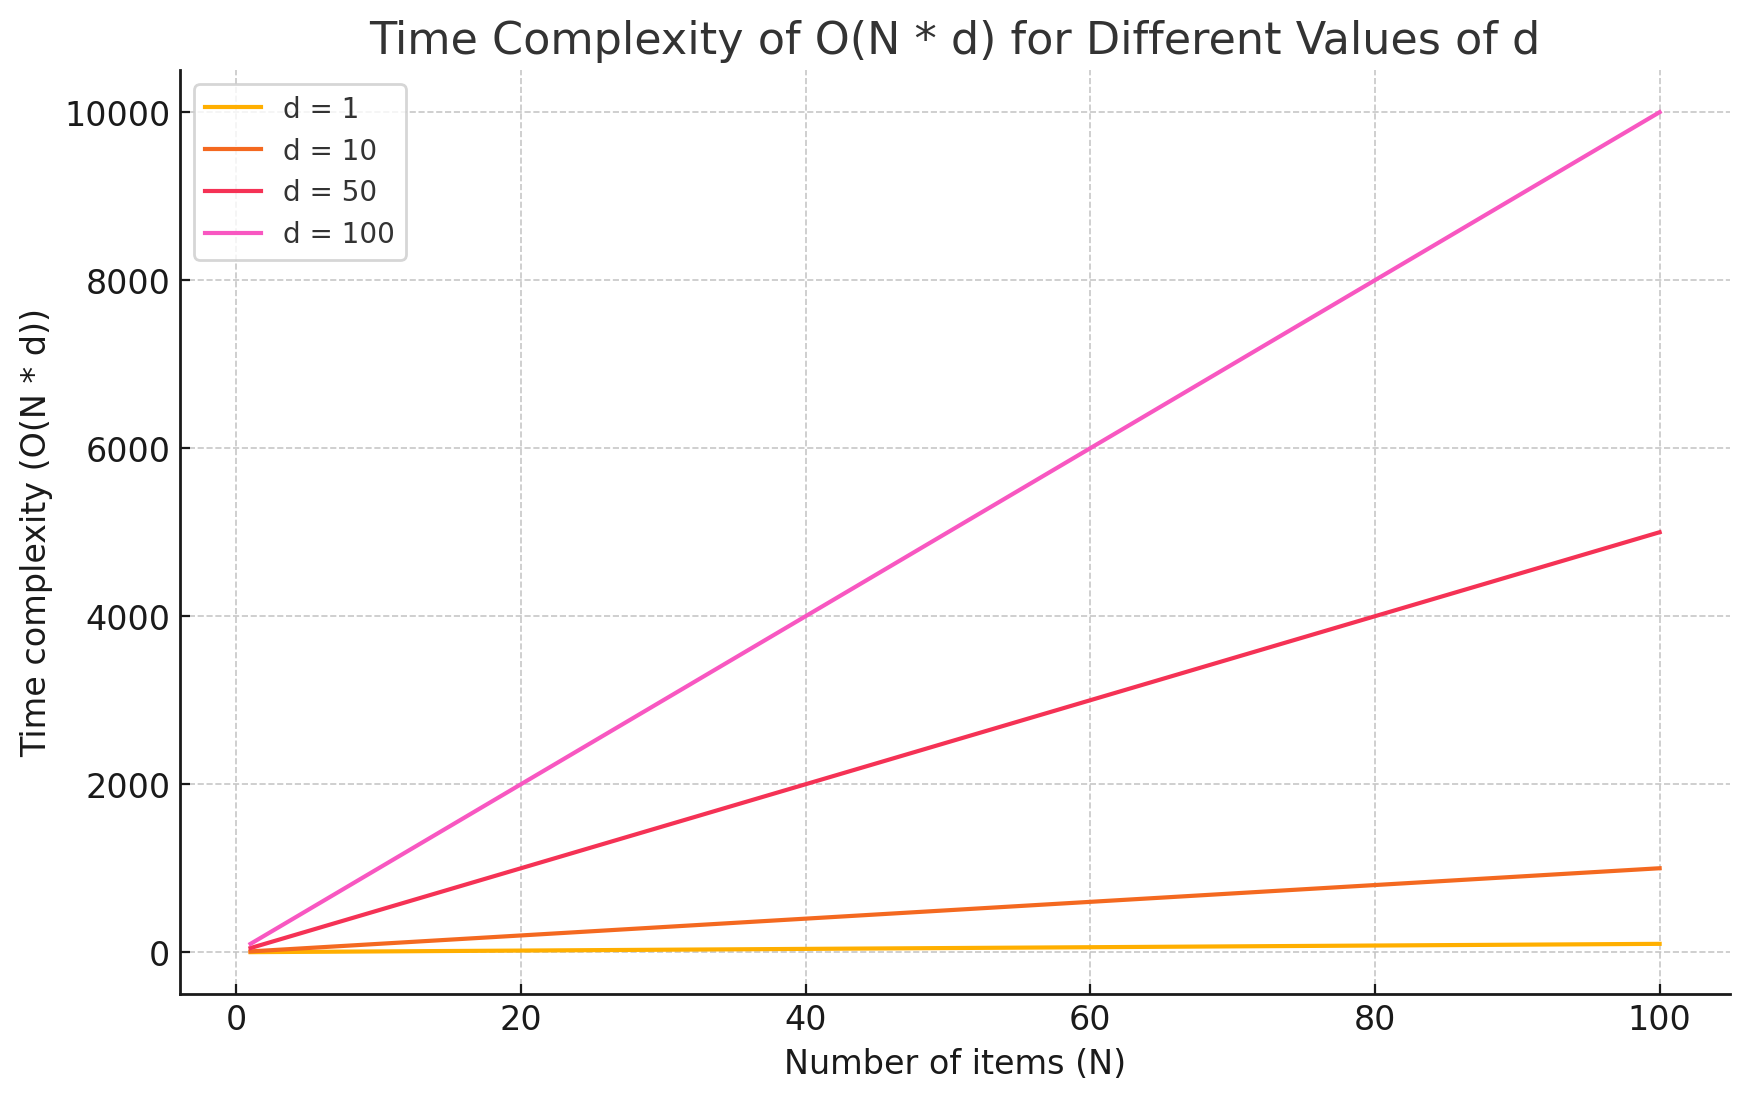 Time Complexity of O(N * d) for Different Values of d
d = 1
d = 10
d = 50
d = 100
Time complexity (O(N * d))
10000
8000
6000
4000
2000
0
0 20 40 60 80 100
Number of items (N)